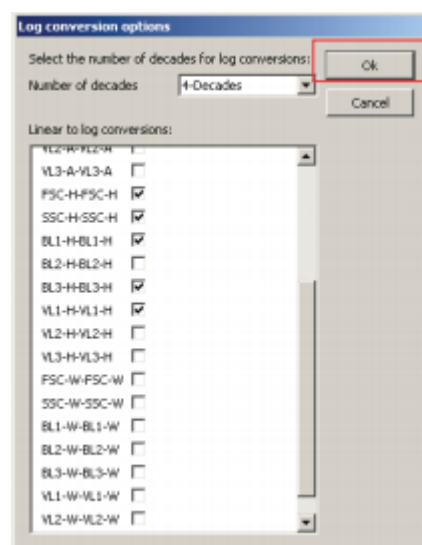 Log conversion options
Select the number of decades for log conversions:
Ok
Number of decades
4-Decades
Cancel
Linear to log conversions:
VL2-A-VL2-A
VL3-A-VL3-A
FSC-H-FSC-H
SSC-H-SSC-H
BL1-H-BL1-H
BL2-H-BL2-H
BL3-H-BL3-H
VL1-H-VL1-H
VL2-H-VL2-H
VL3-H-VL3-H
FSC-W-FSC-W
SSC-W-SSC-W
BL1-W-BL1-W
BL2-W-BL2-W
BL3-W-BL3-W
VL1-W-VL1-W
VL2-W-VL2-W